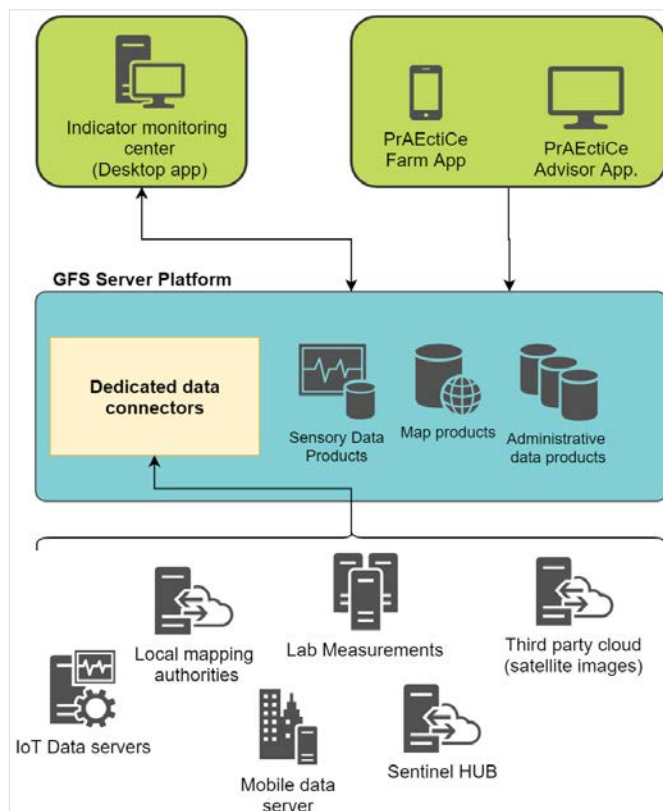 Indicator monitoring
center
(Desktop app)
PrAEctiCe
Farm App
PrAEctiCe
Advisor App.
GFS Server Platform
Dedicated data
connectors
Sensory Data
Products
Map products
Administrative
data products
Local mapping
authorities
Lab Measurements
Third party cloud
(satellite images)
IoT Data servers
Mobile data
server
Sentinel HUB